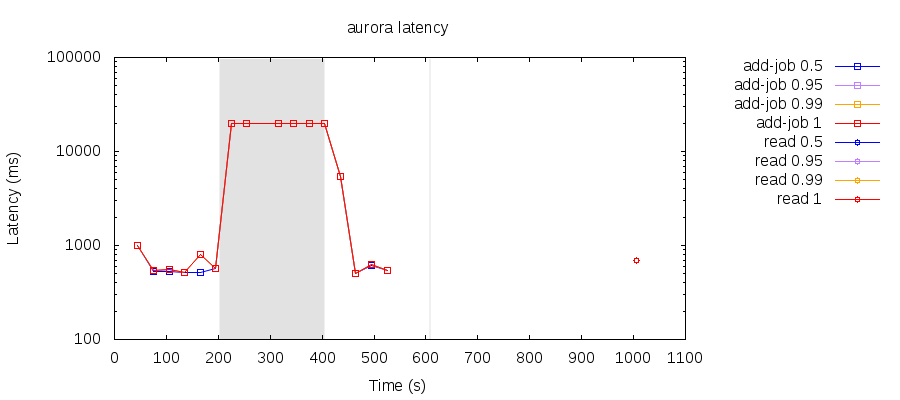 aurora latency
100000
10000
1000
100
Latency (ms)
0 100 200 300 400 500 600 700 800 900 1000 1100
Time (s)
add-job 0.5
add-job 0.95
add-job 0.99
add-job 1
read 0.5
read 0.95
read 0.99
read 1